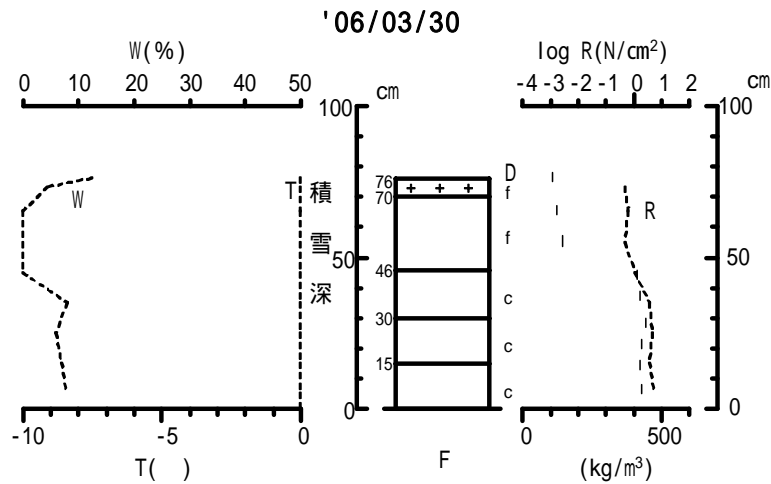 '06/03/30
W(%)
0 10 20 30 40 50
log R(N/cm²)
-4 -3 -2 -1 0 1 2
cm
100
50
0
積雪深
W
T
76
70
46
30
15
+ + +
D
f
f
c
c
c
F
R
cm
100
50
0
-10 -5 0
T( )
0 500
(kg/m³)